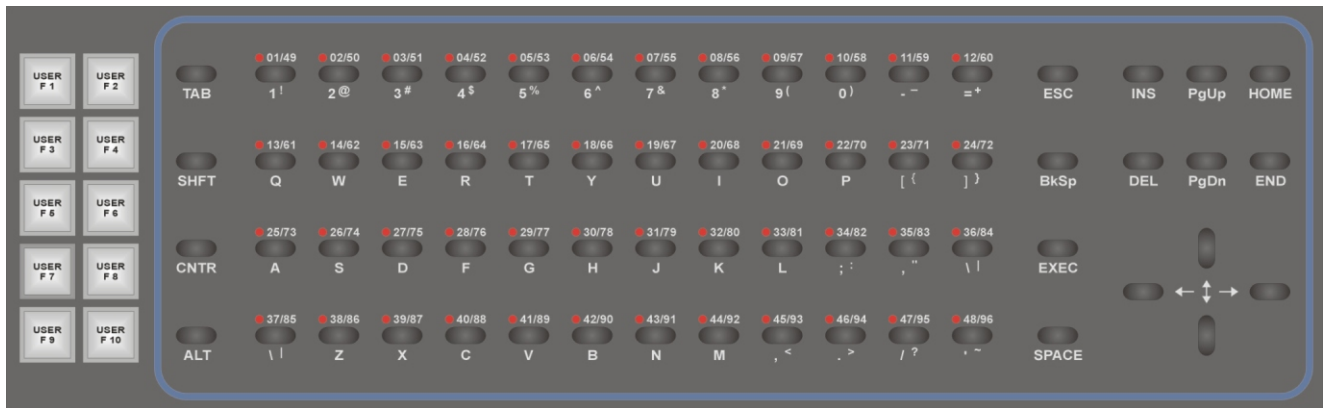 01/49 02/50 03/51 04/52 05/53 06/54 07/55 08/56 09/57 10/58 11/59 12/60
USER F 1 USER F 2 TAB 1 ! 2 @ 3 # 4 $ 5 % 6 ^ 7 & 8 * 9 ( 0 ) - – = + ESC INS PgUp HOME
13/61 14/62 15/63 16/64 17/65 18/66 19/67 20/68 21/69 22/70 23/71 24/72
USER F 3 USER F 4 SHFT Q W E R T Y U I O P [ { ] } BkSp DEL PgDn END
USER F 5 USER F 6
25/73 26/74 27/75 28/76 29/77 30/78 31/79 32/80 33/81 34/82 35/83 36/84
USER F 7 USER F 8 CNTR A S D F G H J K L ; : , " \ | EXEC
← ↕ →
37/85 38/86 39/87 40/88 41/89 42/90 43/91 44/92 45/93 46/94 47/95 48/96
USER F 9 USER F 10 ALT \ | Z X C V B N M , < . > / ? ' ~ SPACE